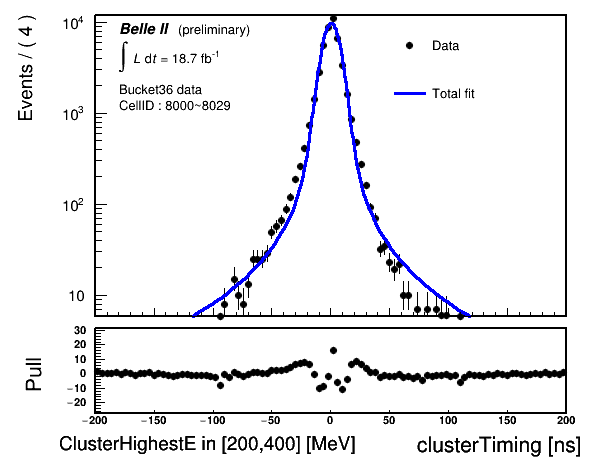 Belle II (preliminary)
∫ L dt = 18.7 fb⁻¹
Bucket36 data
CellID : 8000~8029
Data
Total fit
Events / ( 4 )
10⁴
10³
10²
10
Pull
30
20
10
0
−10
−20
−200 −150 −100 −50 0 50 100 150 200
ClusterHighestE in [200,400] [MeV] clusterTiming [ns]